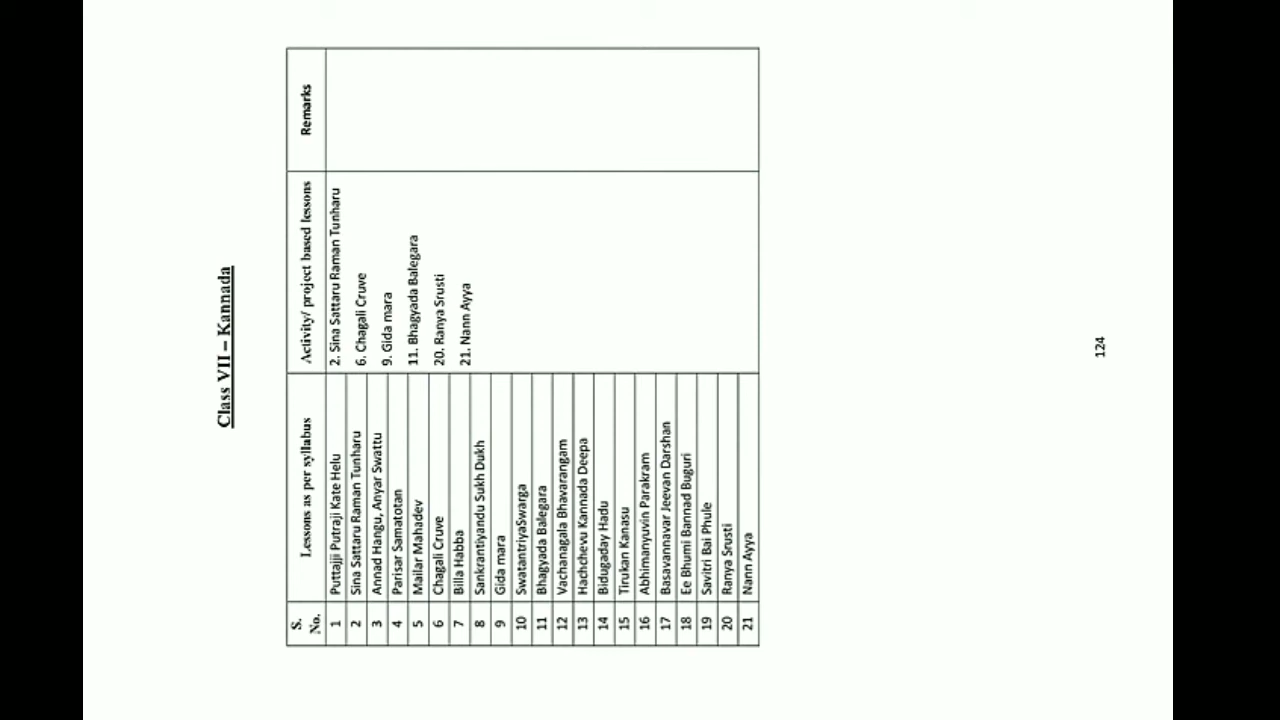 Class VII – Kannada
S. No. Lessons as per syllabus Activity/ project based lessons Remarks
1 Puttajji Putraji Kate Helu 2. Sina Sattaru Raman Tunharu
2 Sina Sattaru Raman Tunharu 6. Chagali Cruve
3 Annad Hangu, Anyar Swattu 9. Gida mara
4 Parisar Samatotan
5 Mailar Mahadev 11. Bhagyada Balegara
6 Chagali Cruve 20. Ranya Srusti
7 Billa Habba 21. Nann Ayya
8 Sankrantiyandu Sukh Dukh
9 Gida mara
10 SwatantriyaSwarga
11 Bhagyada Balegara
12 Vachanagala Bhavarangam
13 Hachchevu Kannada Deepa
14 Bidugaday Hadu
15 Tirukan Kanasu
16 Abhimanyuvin Parakram
17 Basavannavar Jeevan Darshan
18 Ee Bhumi Bannad Buguri
19 Savitri Bai Phule
20 Ranya Srusti
21 Nann Ayya
124